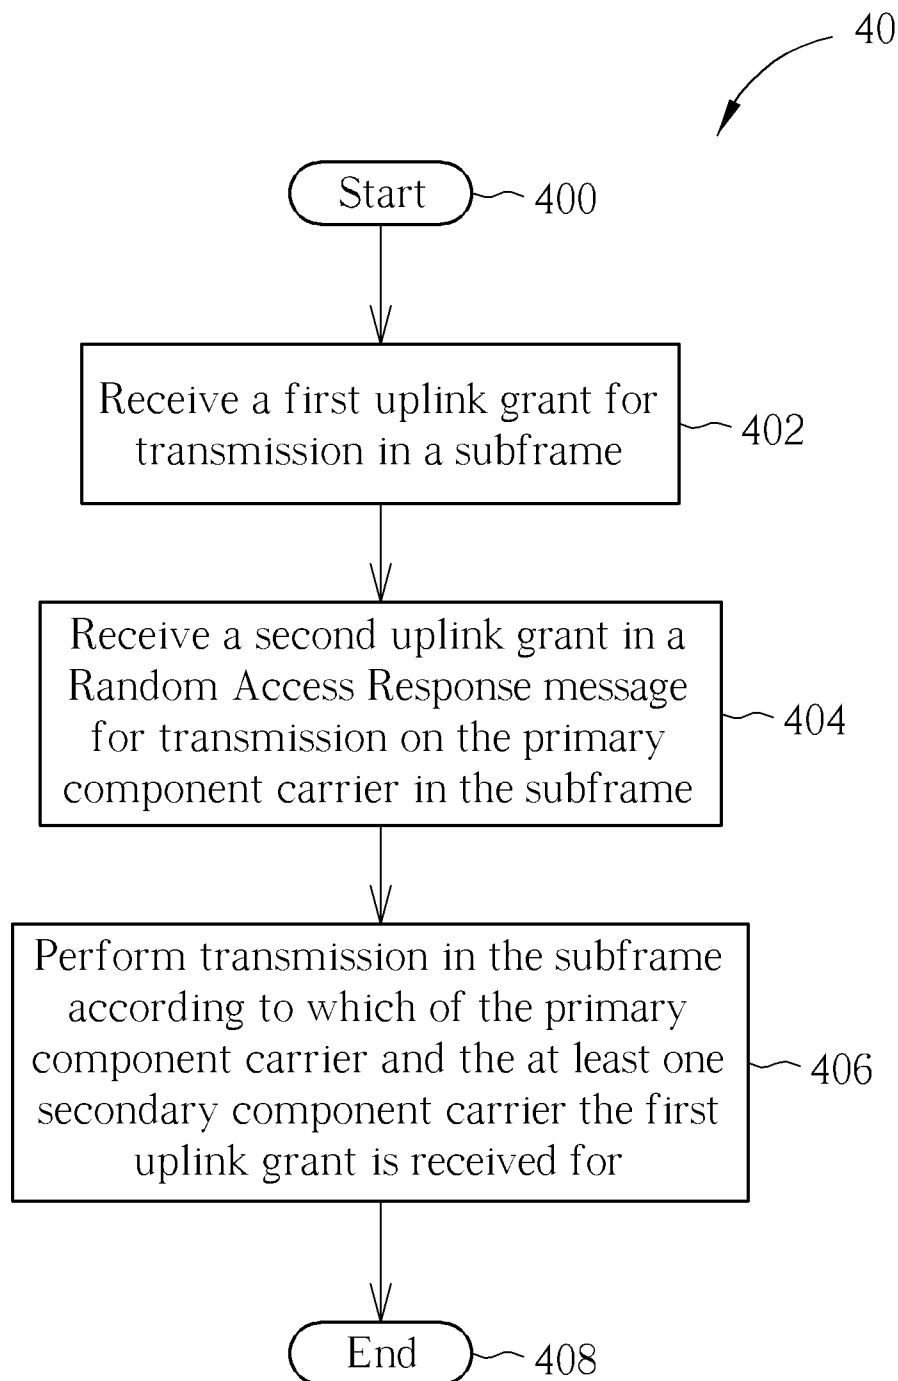 40
Start
400
Receive a first uplink grant for
transmission in a subframe
402
Receive a second uplink grant in a
Random Access Response message
for transmission on the primary
component carrier in the subframe
404
Perform transmission in the subframe
according to which of the primary
component carrier and the at least one
secondary component carrier the first
uplink grant is received for
406
End
408